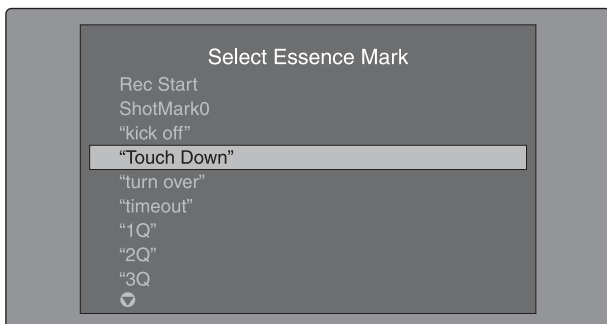 Select Essence Mark
Rec Start
ShotMark0
“kick off”
“Touch Down”
“turn over”
“timeout”
“1Q”
“2Q”
“3Q